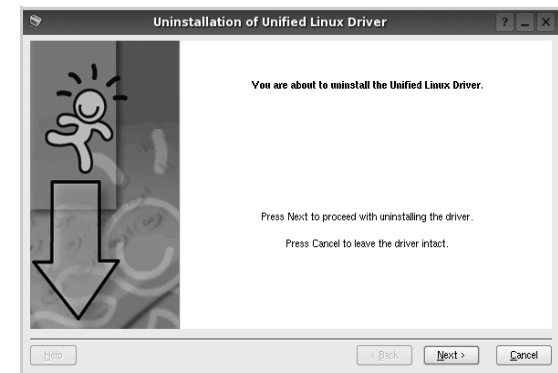 Uninstallation of Unified Linux Driver
?
You are about to uninstall the Unified Linux Driver.
Press Next to proceed with uninstalling the driver.
Press Cancel to leave the driver intact.
Help
< Back
Next >
Cancel